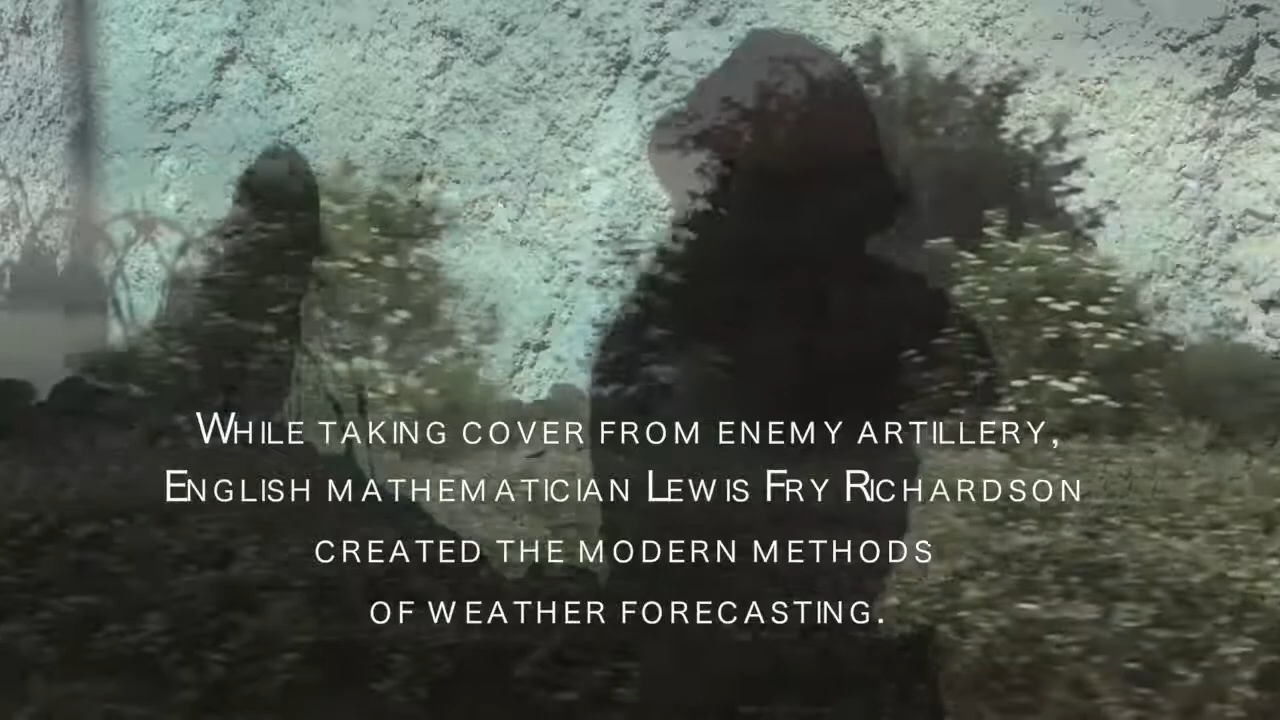 While taking cover from enemy artillery,
English mathematician Lewis Fry Richardson
created the modern methods
of weather forecasting.